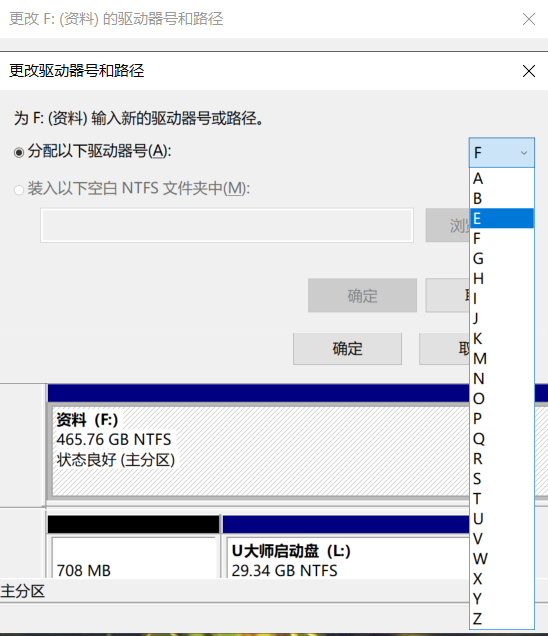 更改 F: (资料) 的驱动器号和路径
更改驱动器号和路径
为 F: (资料) 输入新的驱动器号或路径。
分配以下驱动器号(A):
F
装入以下空白 NTFS 文件夹中(M):
A
B
E
F
G
H
I
J
K
M
N
O
P
Q
R
S
T
U
V
W
X
Y
Z
确定
确定
取
资料 (F:)
465.76 GB NTFS
状态良好 (主分区)
708 MB
U大师启动盘 (L:)
29.34 GB NTFS
主分区